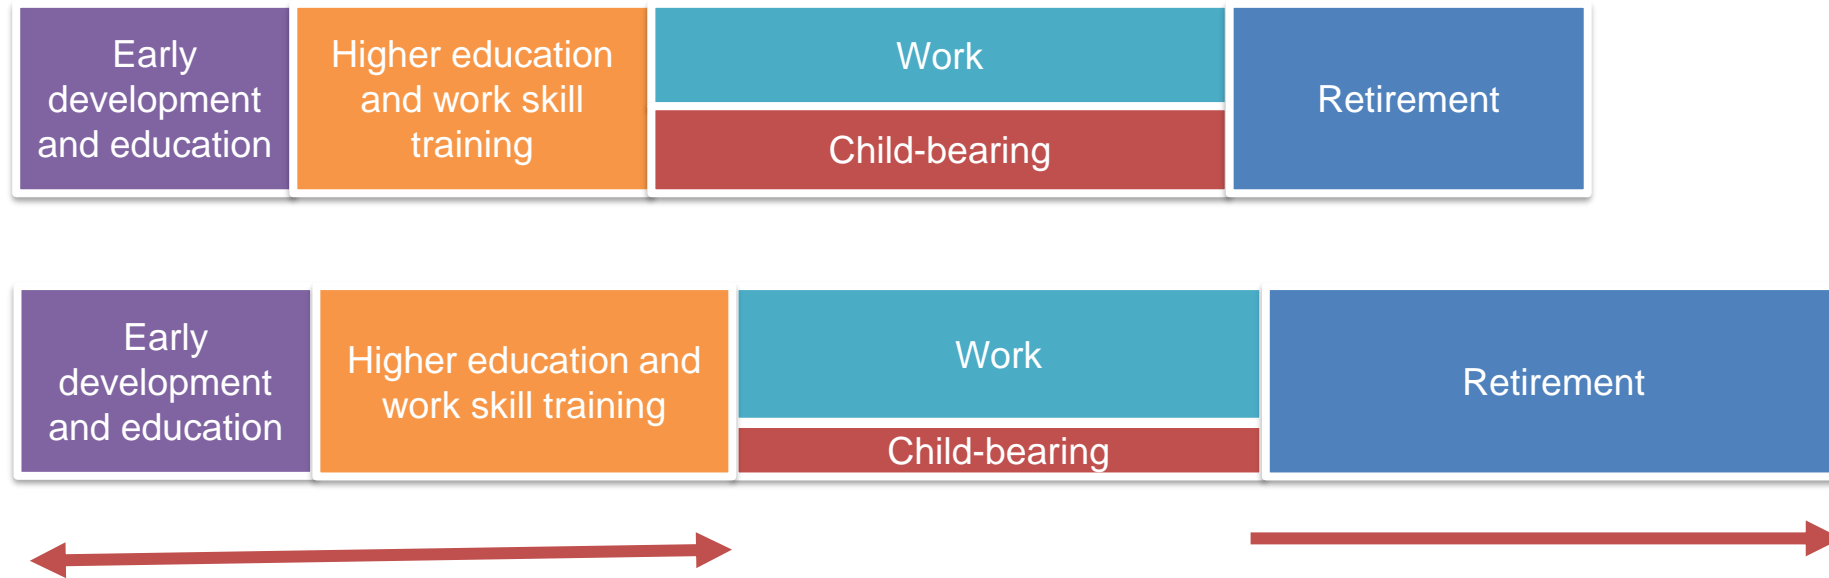 Early
development
and education
Higher education
and work skill
training
Work
Child-bearing
Retirement
Early
development
and education
Higher education and
work skill training
Work
Child-bearing
Retirement